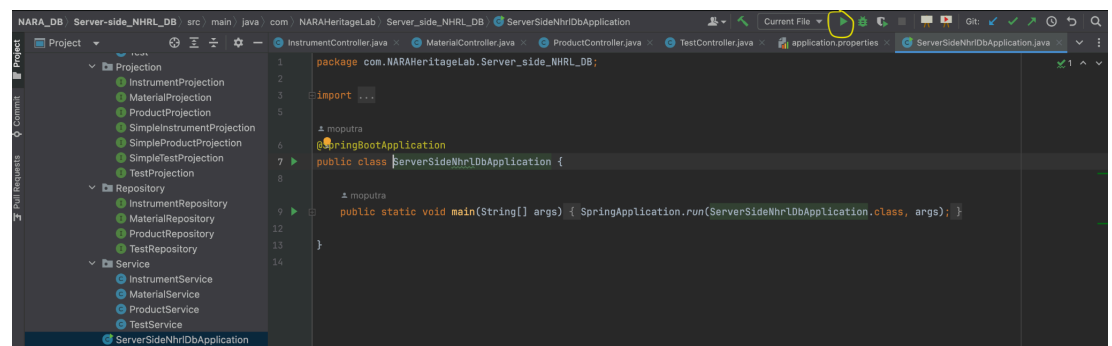 NARA_DB Server-side_NHRL_DB src main java com NARAHeritageLab Server_side_NHRL_DB ServerSideNhrlDbApplication Current File Git:
Project InstrumentController.java MaterialController.java ProductController.java TestController.java application.properties ServerSideNhrlDbApplication.java
Project
Commit
Pull Requests
Test
Projection
InstrumentProjection
MaterialProjection
ProductProjection
SimpleInstrumentProjection
SimpleProductProjection
SimpleTestProjection
TestProjection
Repository
InstrumentRepository
MaterialRepository
ProductRepository
TestRepository
Service
InstrumentService
MaterialService
ProductService
TestService
ServerSideNhrlDbApplication
1 package com.NARAHeritageLab.Server_side_NHRL_DB; 1
2
3 import ...
5
moputra
6 @SpringBootApplication
7 public class ServerSideNhrlDbApplication {
8
moputra
9 public static void main(String[] args) { SpringApplication.run(ServerSideNhrlDbApplication.class, args); }
12
13 }
14